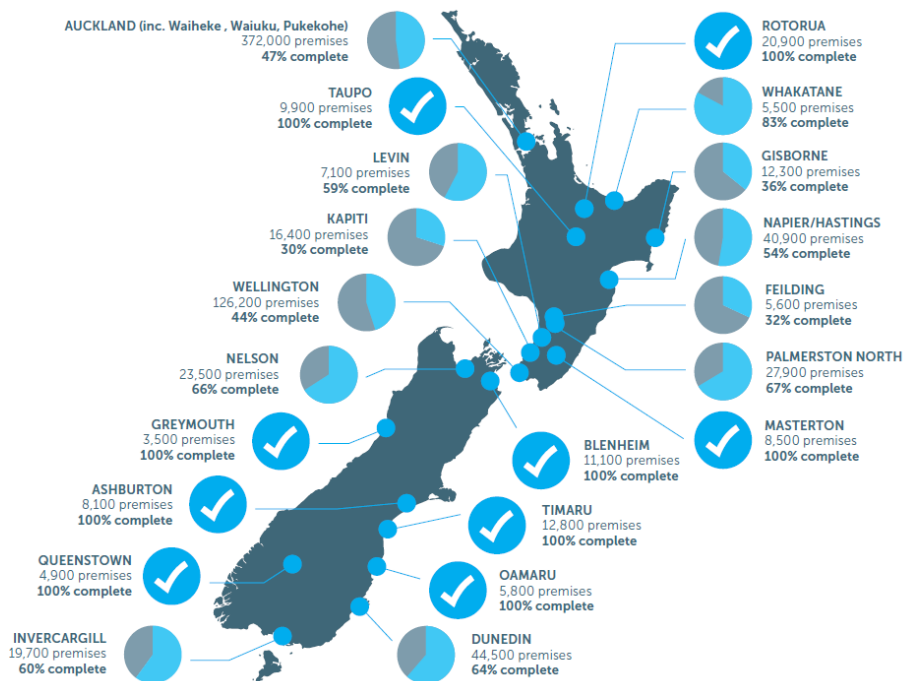 AUCKLAND (inc. Waiheke , Waiuku, Pukekohe)
372,000 premises
47% complete
TAUPO
9,900 premises
100% complete
LEVIN
7,100 premises
59% complete
KAPITI
16,400 premises
30% complete
WELLINGTON
126,200 premises
44% complete
NELSON
23,500 premises
66% complete
GREYMOUTH
3,500 premises
100% complete
ASHBURTON
8,100 premises
100% complete
QUEENSTOWN
4,900 premises
100% complete
INVERCARGILL
19,700 premises
60% complete
ROTORUA
20,900 premises
100% complete
WHAKATANE
5,500 premises
83% complete
GISBORNE
12,300 premises
36% complete
NAPIER/HASTINGS
40,900 premises
54% complete
FEILDING
5,600 premises
32% complete
PALMERSTON NORTH
27,900 premises
67% complete
MASTERTON
8,500 premises
100% complete
BLENHEIM
11,100 premises
100% complete
TIMARU
12,800 premises
100% complete
OAMARU
5,800 premises
100% complete
DUNEDIN
44,500 premises
64% complete